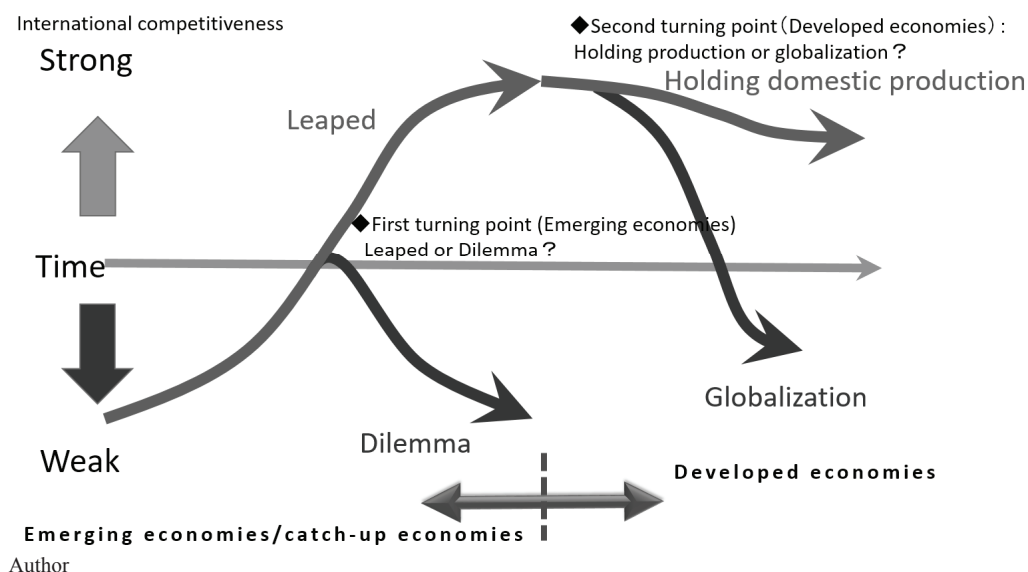 International competitiveness
◆Second turning point（Developed economies）:
Holding production or globalization？
Strong
Holding domestic production
Leaped
◆First turning point (Emerging economies)
Leaped or Dilemma？
Time
Globalization
Dilemma
Weak
Developed economies
Emerging economies/catch-up economies
Author